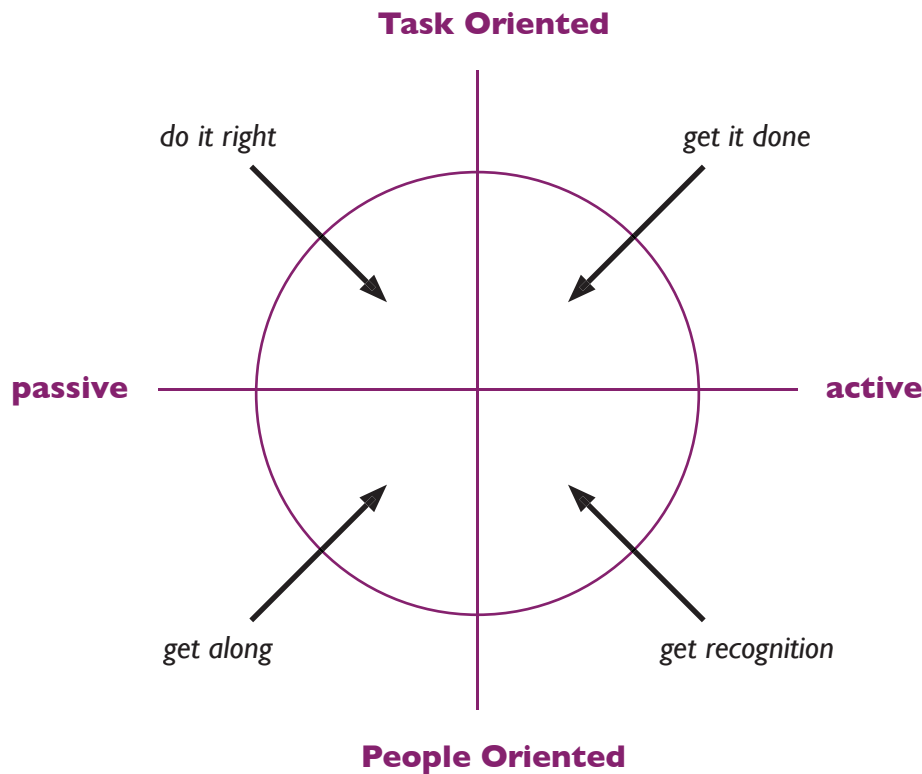 Task Oriented
do it right
get it done
passive
active
get along
get recognition
People Oriented